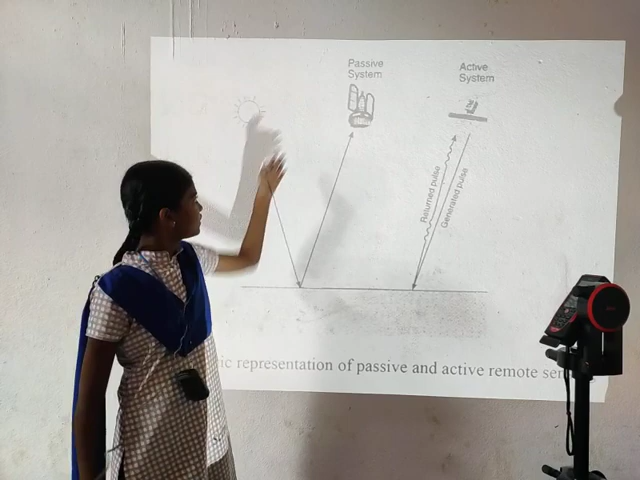 Passive
System
Active
System
Returned pulse
Generated pulse
representation of passive and active remote